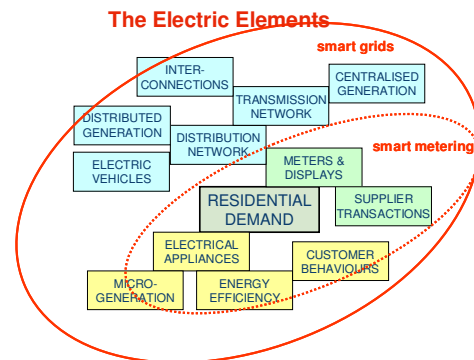 The Electric Elements
smart grids
INTER-
CONNECTIONS
CENTRALISED
GENERATION
TRANSMISSION
NETWORK
DISTRIBUTED
GENERATION
DISTRIBUTION
NETWORK
smart metering
METERS &
DISPLAYS
ELECTRIC
VEHICLES
RESIDENTIAL
DEMAND
SUPPLIER
TRANSACTIONS
ELECTRICAL
APPLIANCES
CUSTOMER
BEHAVIOURS
MICRO-
GENERATION
ENERGY
EFFICIENCY